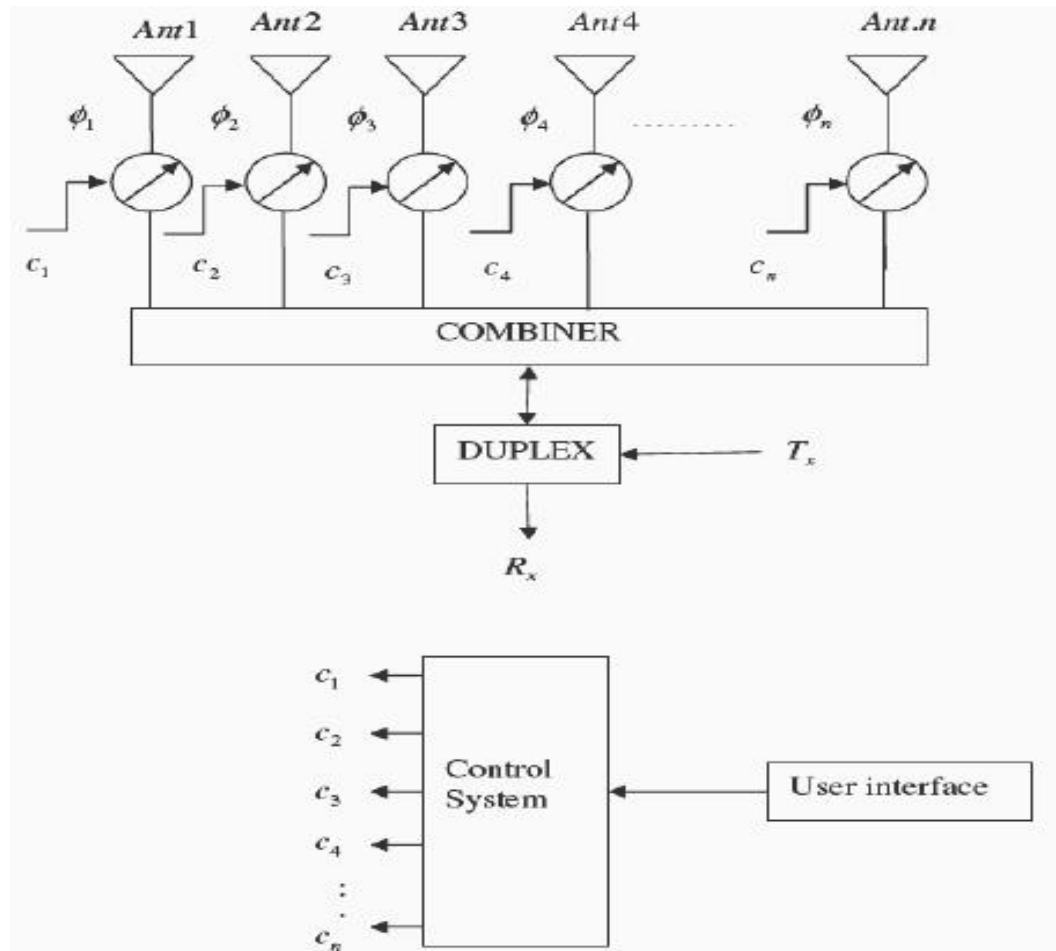 Ant1 Ant2 Ant3 Ant4 Ant.n
ϕ₁ ϕ₂ ϕ₃ ϕ₄ ............ ϕₙ
c₁ c₂ c₃ c₄ cₙ
COMBINER
DUPLEX
Tₓ
Rₓ
c₁
c₂
c₃
c₄
:
.
cₙ
Control
System
User interface